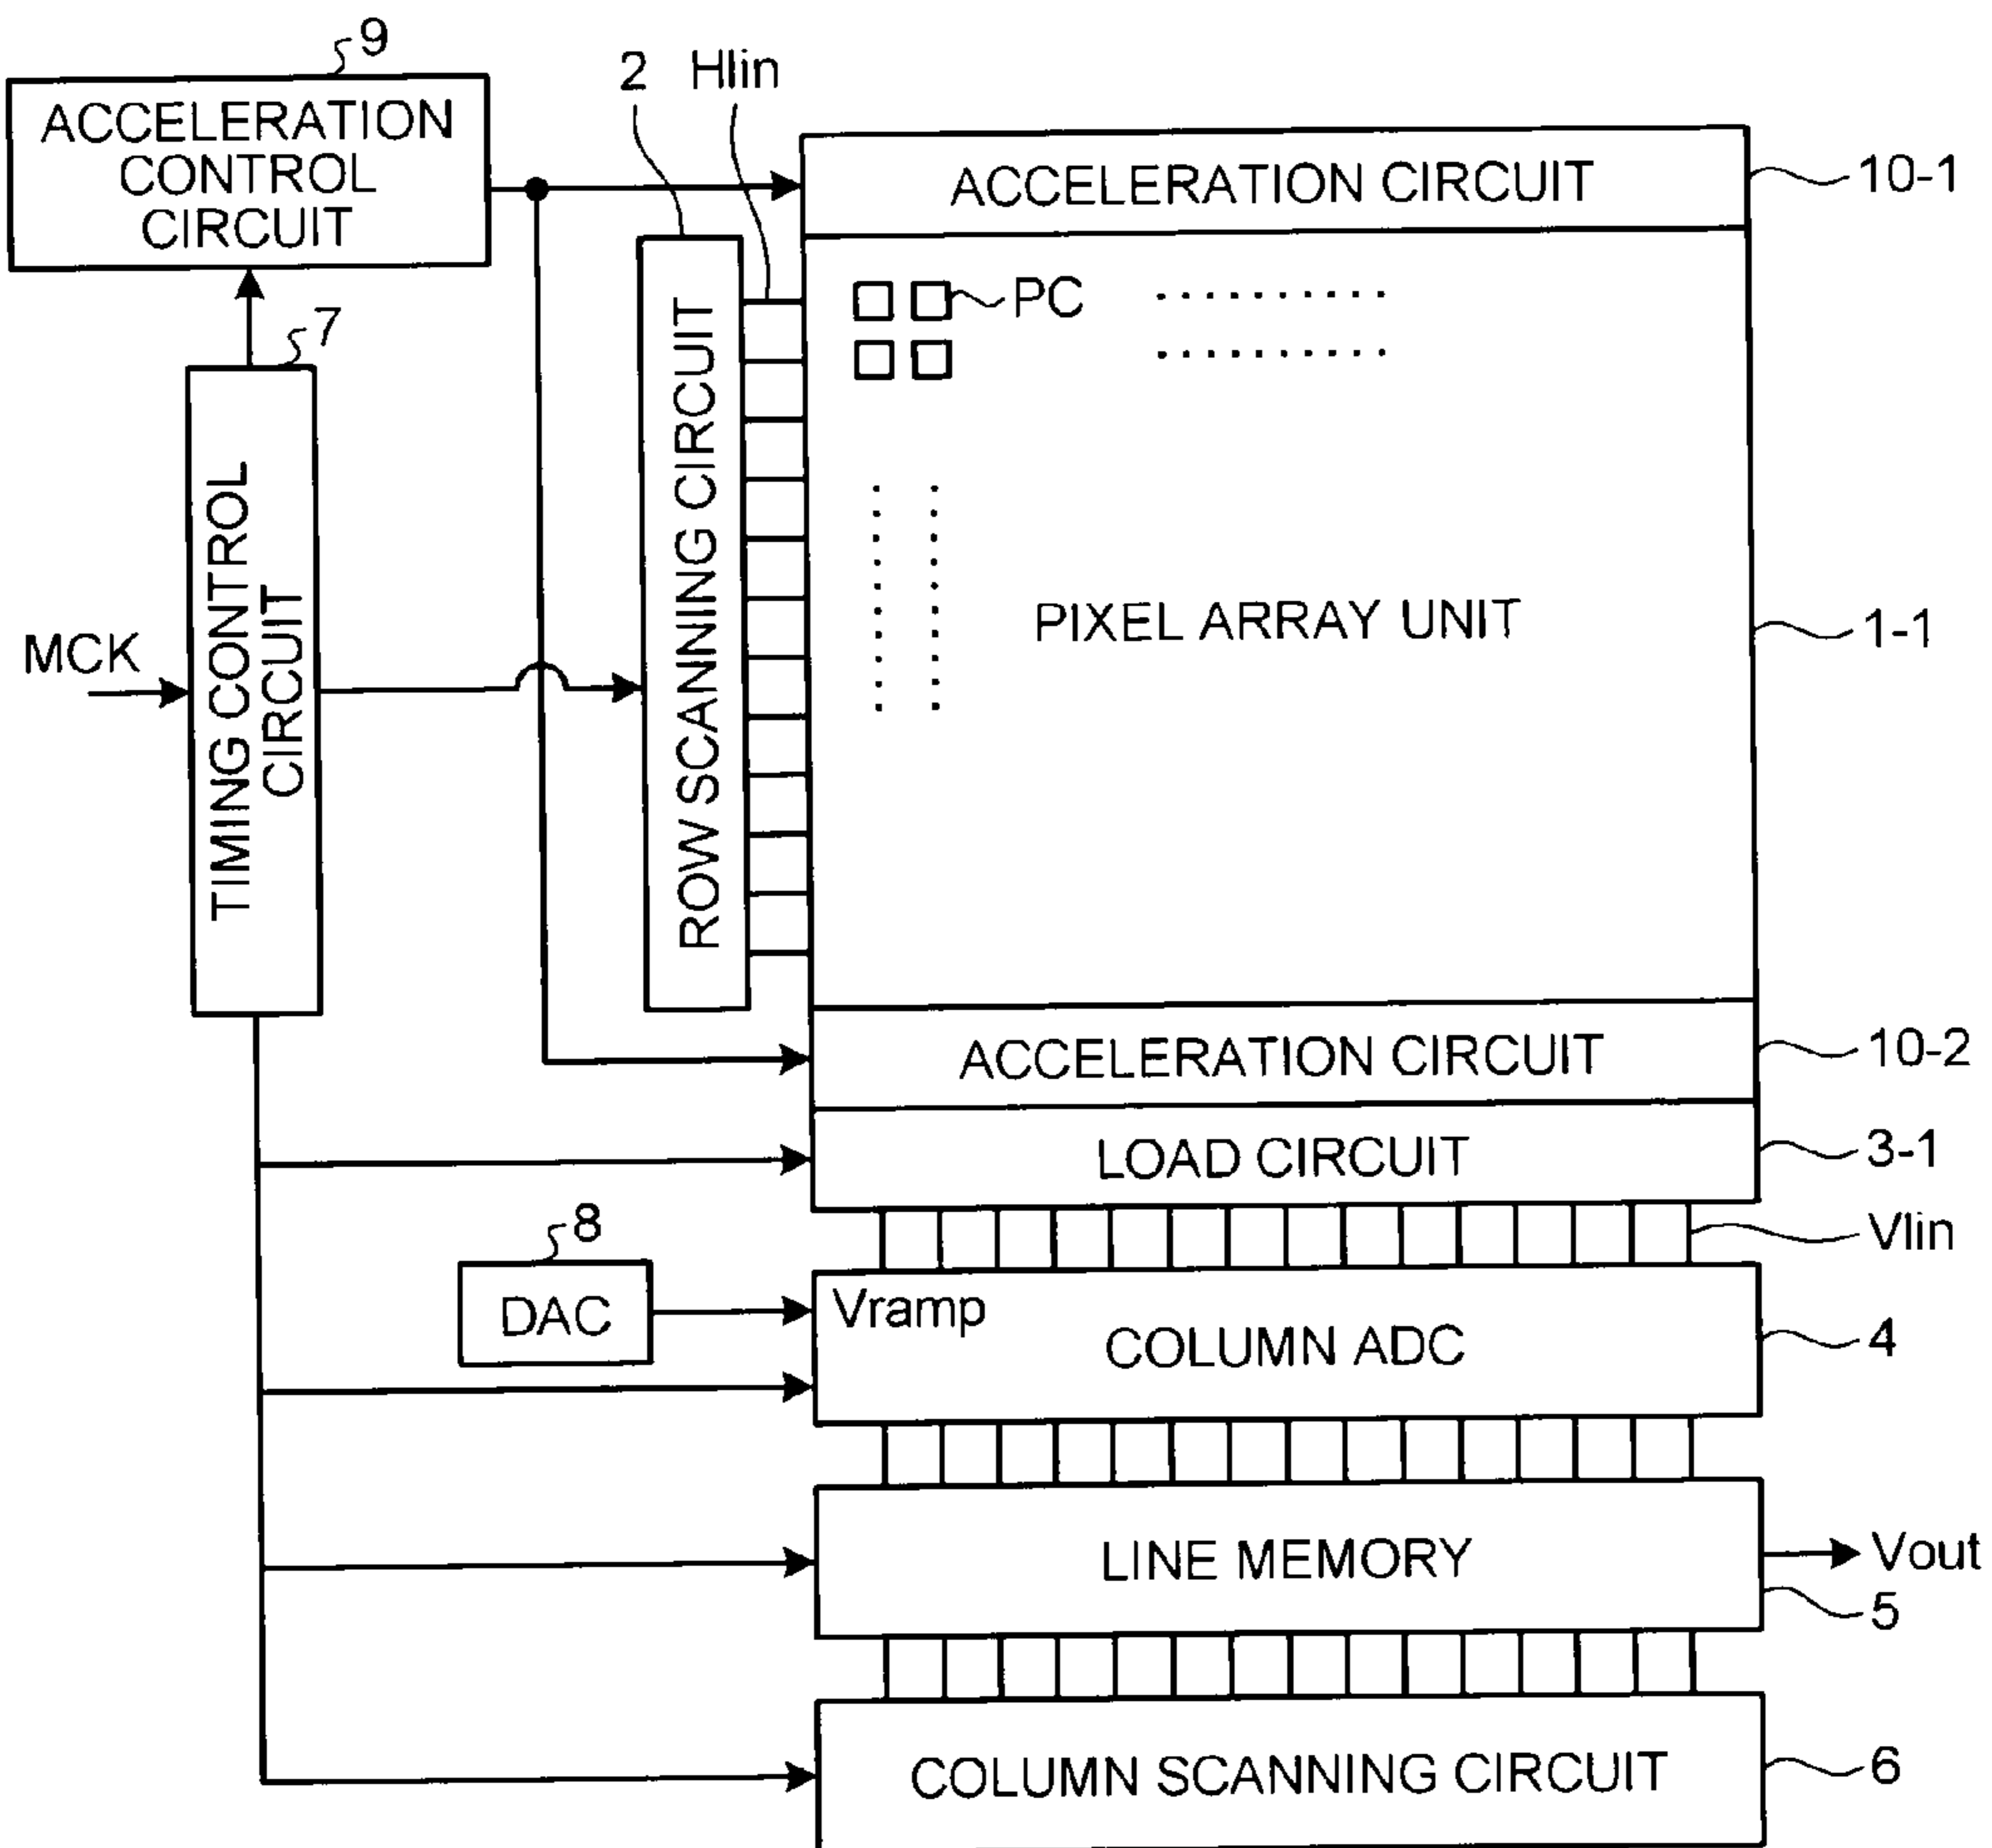 9
ACCELERATION
CONTROL
CIRCUIT
2
Hlin
ACCELERATION CIRCUIT
10-1
PC
7
TIMING CONTROL
CIRCUIT
MCK
ROW SCANNING CIRCUIT
PIXEL ARRAY UNIT
1-1
ACCELERATION CIRCUIT
10-2
LOAD CIRCUIT
3-1
Vlin
8
DAC
Vramp
COLUMN ADC
4
LINE MEMORY
Vout
5
COLUMN SCANNING CIRCUIT
6